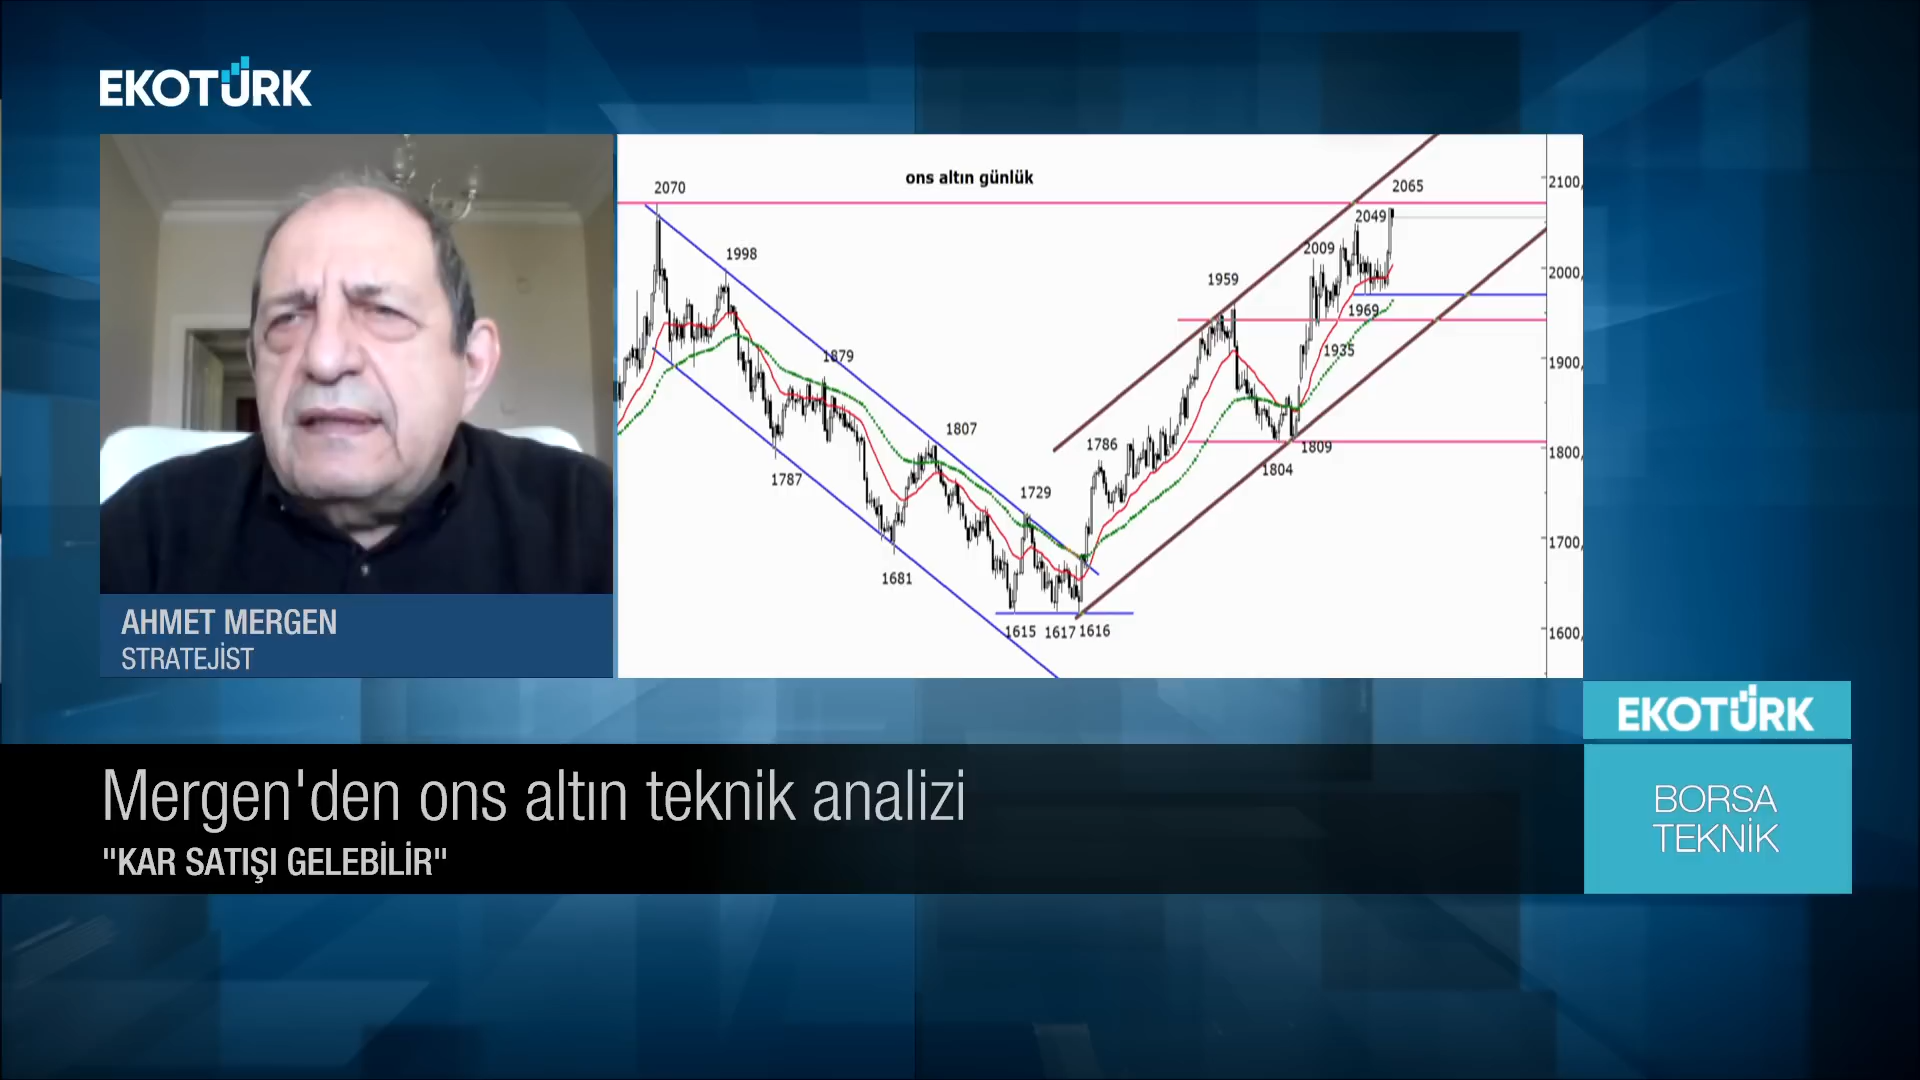 EKOTÜRK
ons altın günlük
2070
1998
1879
1807
1787
1729
1681
1615
1617
1616
1786
1959
1804
1809
1935
1969
2009
2049
2065
2100,
2000,
1900,
1800,
1700,
1600,
AHMET MERGEN
STRATEJİST
EKOTÜRK
Mergen'den ons altın teknik analizi
"KAR SATIŞI GELEBİLİR"
BORSA
TEKNİK